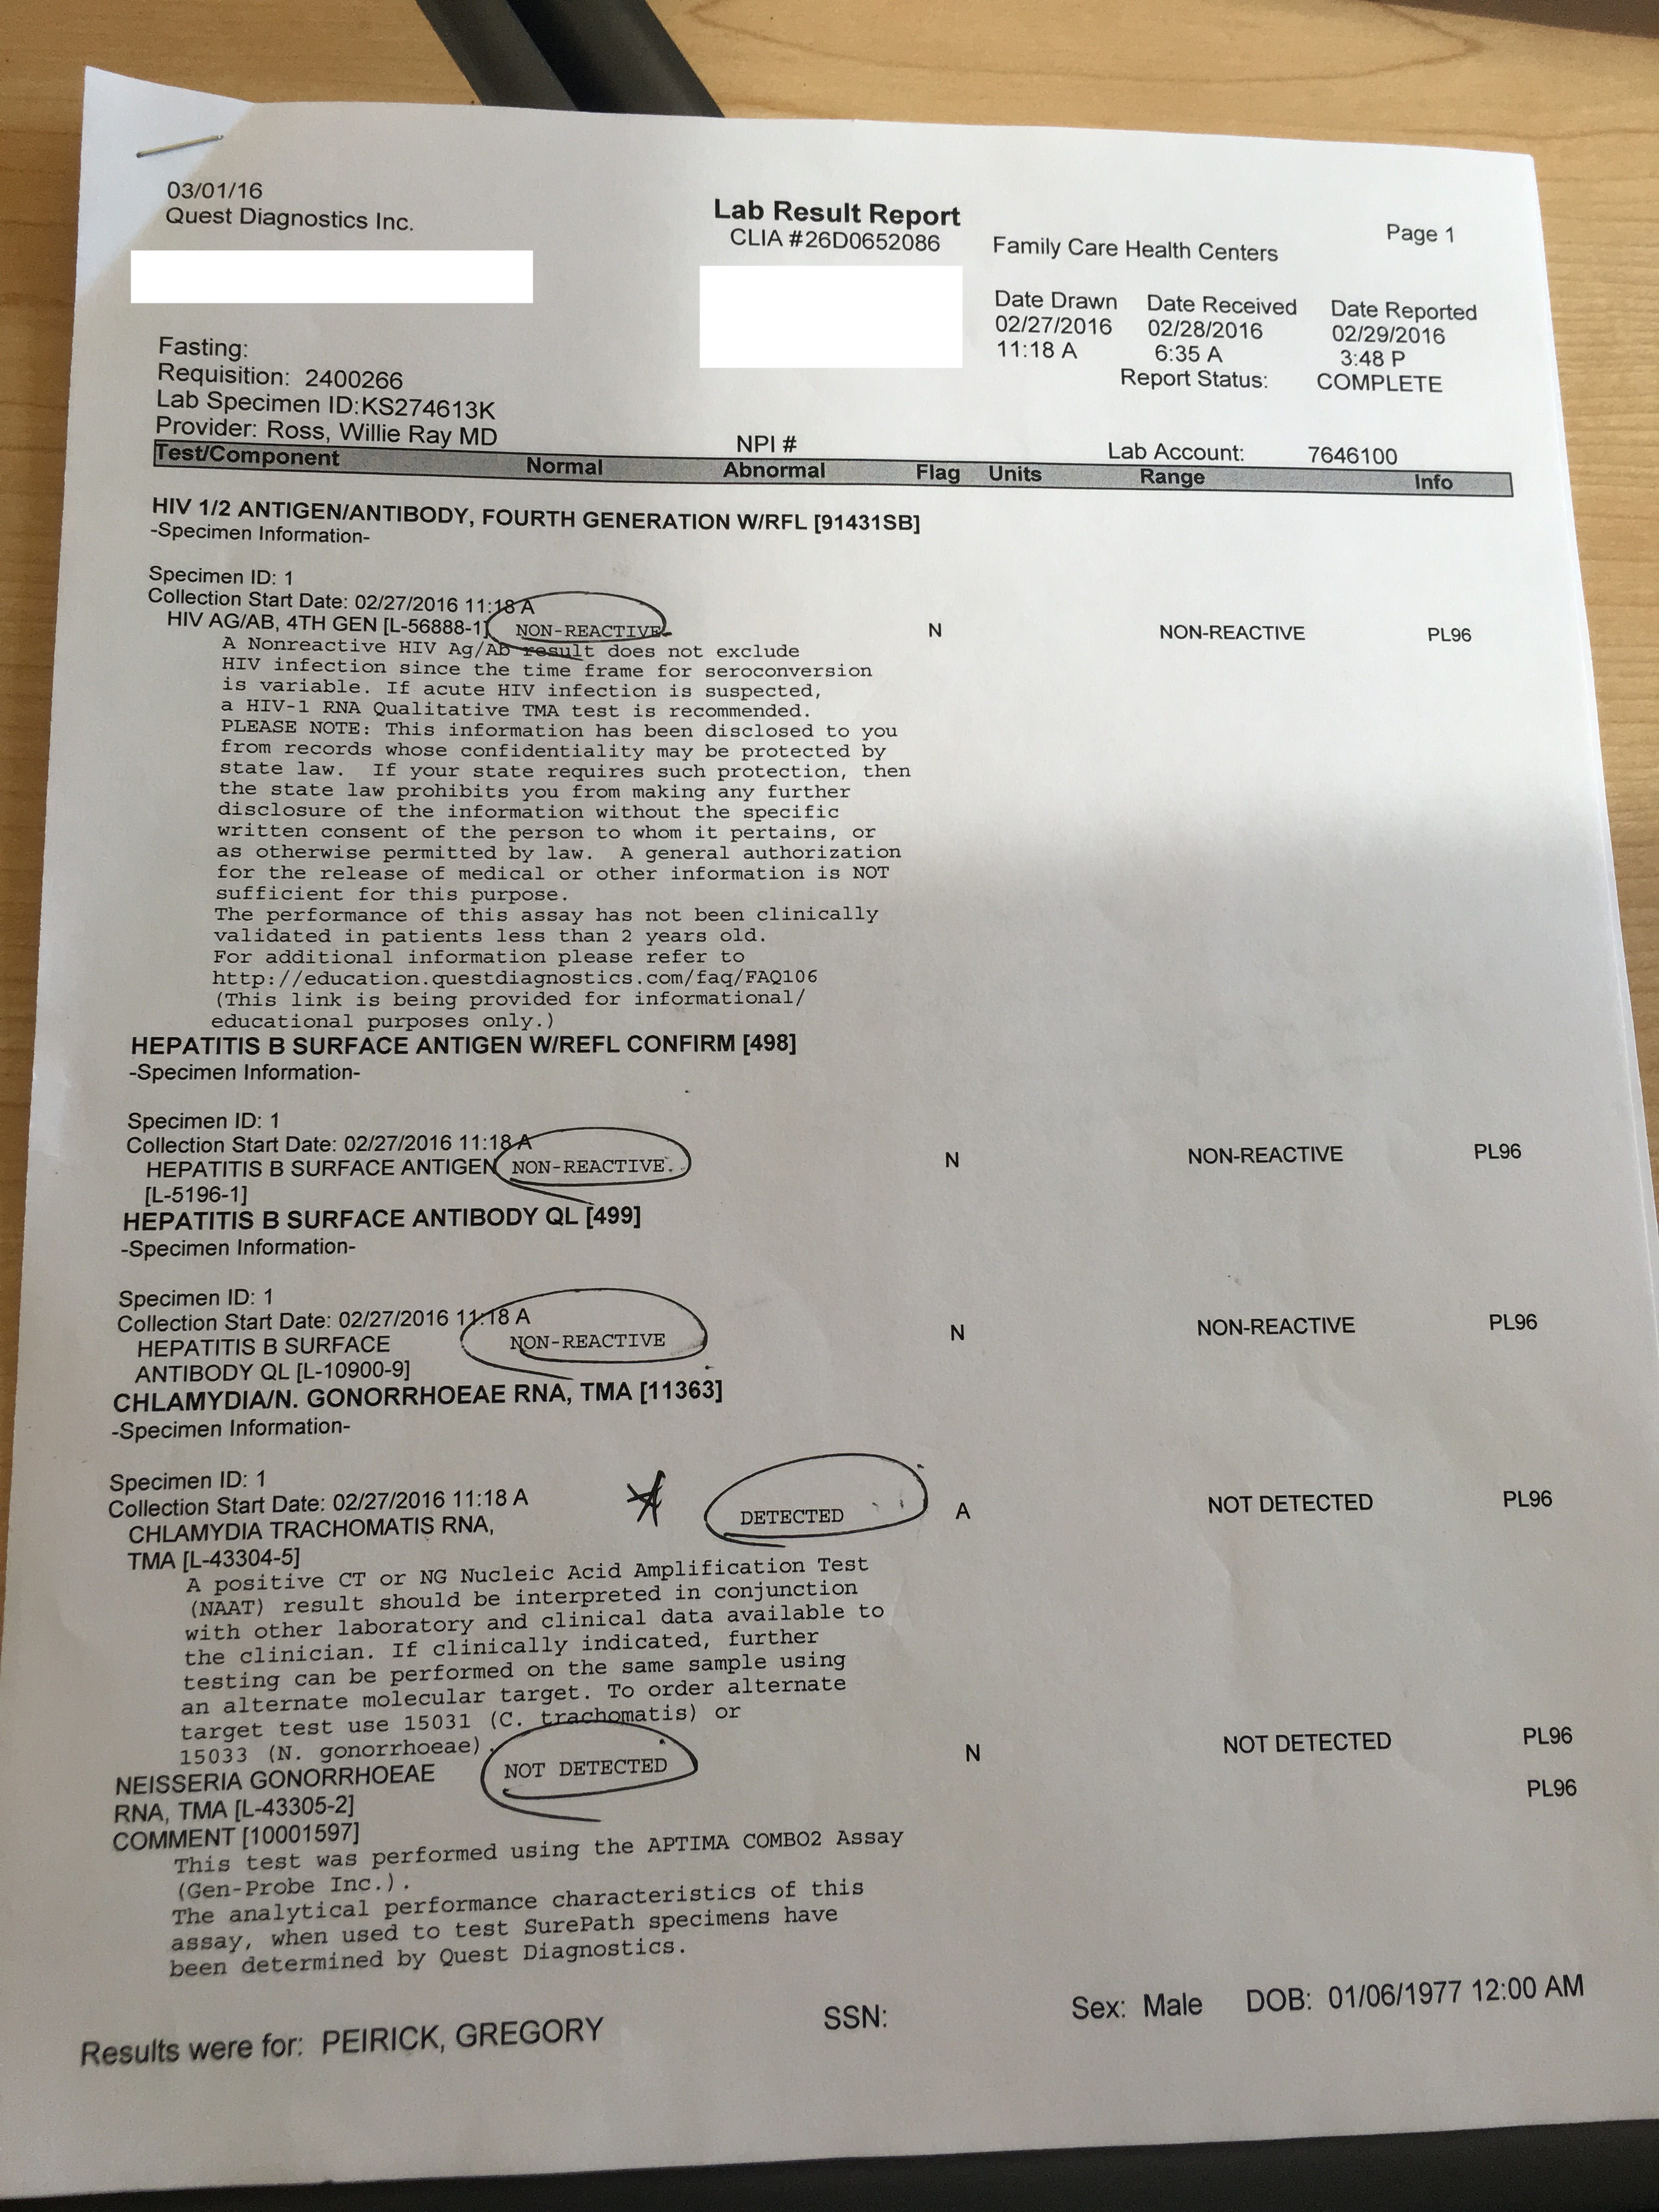 03/01/16
Quest Diagnostics Inc.
Lab Result Report
CLIA #26D0652086
Family Care Health Centers
Page 1
Date Drawn Date Received Date Reported
02/27/2016 02/28/2016 02/29/2016
11:18 A 6:35 A 3:48 P
Report Status: COMPLETE
Fasting:
Requisition: 2400266
Lab Specimen ID:KS274613K
Provider: Ross, Willie Ray MD NPI # Lab Account: 7646100
Test/Component Normal Abnormal Flag Units Range Info
HIV 1/2 ANTIGEN/ANTIBODY, FOURTH GENERATION W/RFL [91431SB]
-Specimen Information-
Specimen ID: 1
Collection Start Date: 02/27/2016 11:18 A
HIV AG/AB, 4TH GEN [L-56888-1] NON-REACTIVE N NON-REACTIVE PL96
A Nonreactive HIV Ag/Ab result does not exclude
HIV infection since the time frame for seroconversion
is variable. If acute HIV infection is suspected,
a HIV-1 RNA Qualitative TMA test is recommended.
PLEASE NOTE: This information has been disclosed to you
from records whose confidentiality may be protected by
state law. If your state requires such protection, then
the state law prohibits you from making any further
disclosure of the information without the specific
written consent of the person to whom it pertains, or
as otherwise permitted by law. A general authorization
for the release of medical or other information is NOT
sufficient for this purpose.
The performance of this assay has not been clinically
validated in patients less than 2 years old.
For additional information please refer to
http://education.questdiagnostics.com/faq/FAQ106
(This link is being provided for informational/
educational purposes only.)
HEPATITIS B SURFACE ANTIGEN W/REFL CONFIRM [498]
-Specimen Information-
Specimen ID: 1
Collection Start Date: 02/27/2016 11:18 A
HEPATITIS B SURFACE ANTIGEN NON-REACTIVE N NON-REACTIVE PL96
[L-5196-1]
HEPATITIS B SURFACE ANTIBODY QL [499]
-Specimen Information-
Specimen ID: 1
Collection Start Date: 02/27/2016 11:18 A
HEPATITIS B SURFACE NON-REACTIVE N NON-REACTIVE PL96
ANTIBODY QL [L-10900-9]
CHLAMYDIA/N. GONORRHOEAE RNA, TMA [11363]
-Specimen Information-
Specimen ID: 1
Collection Start Date: 02/27/2016 11:18 A
CHLAMYDIA TRACHOMATIS RNA, DETECTED A NOT DETECTED PL96
TMA [L-43304-5]
A positive CT or NG Nucleic Acid Amplification Test
(NAAT) result should be interpreted in conjunction
with other laboratory and clinical data available to
the clinician. If clinically indicated, further
testing can be performed on the same sample using
an alternate molecular target. To order alternate
target test use 15031 (C. trachomatis) or
15033 (N. gonorrhoeae).
NEISSERIA GONORRHOEAE NOT DETECTED N NOT DETECTED PL96
RNA, TMA [L-43305-2]
COMMENT [10001597] PL96
This test was performed using the APTIMA COMBO2 Assay
(Gen-Probe Inc.).
The analytical performance characteristics of this
assay, when used to test SurePath specimens have
been determined by Quest Diagnostics.
Results were for: PEIRICK, GREGORY SSN: Sex: Male DOB: 01/06/1977 12:00 AM